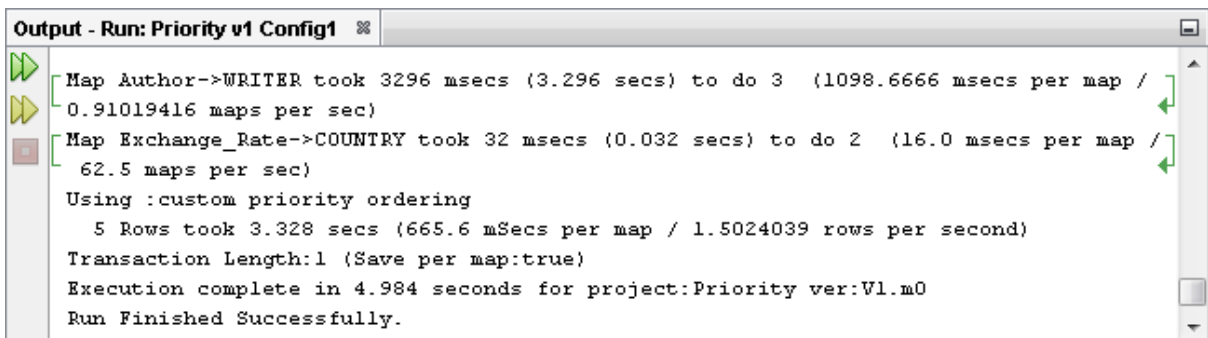 Output - Run: Priority v1 Config1
Map Author->WRITER took 3296 msecs (3.296 secs) to do 3  (1098.6666 msecs per map /
0.91019416 maps per sec)
Map Exchange_Rate->COUNTRY took 32 msecs (0.032 secs) to do 2  (16.0 msecs per map /
 62.5 maps per sec)
Using :custom priority ordering
  5 Rows took 3.328 secs (665.6 mSecs per map / 1.5024039 rows per second)
Transaction Length:1 (Save per map:true)
Execution complete in 4.984 seconds for project:Priority ver:V1.m0
Run Finished Successfully.